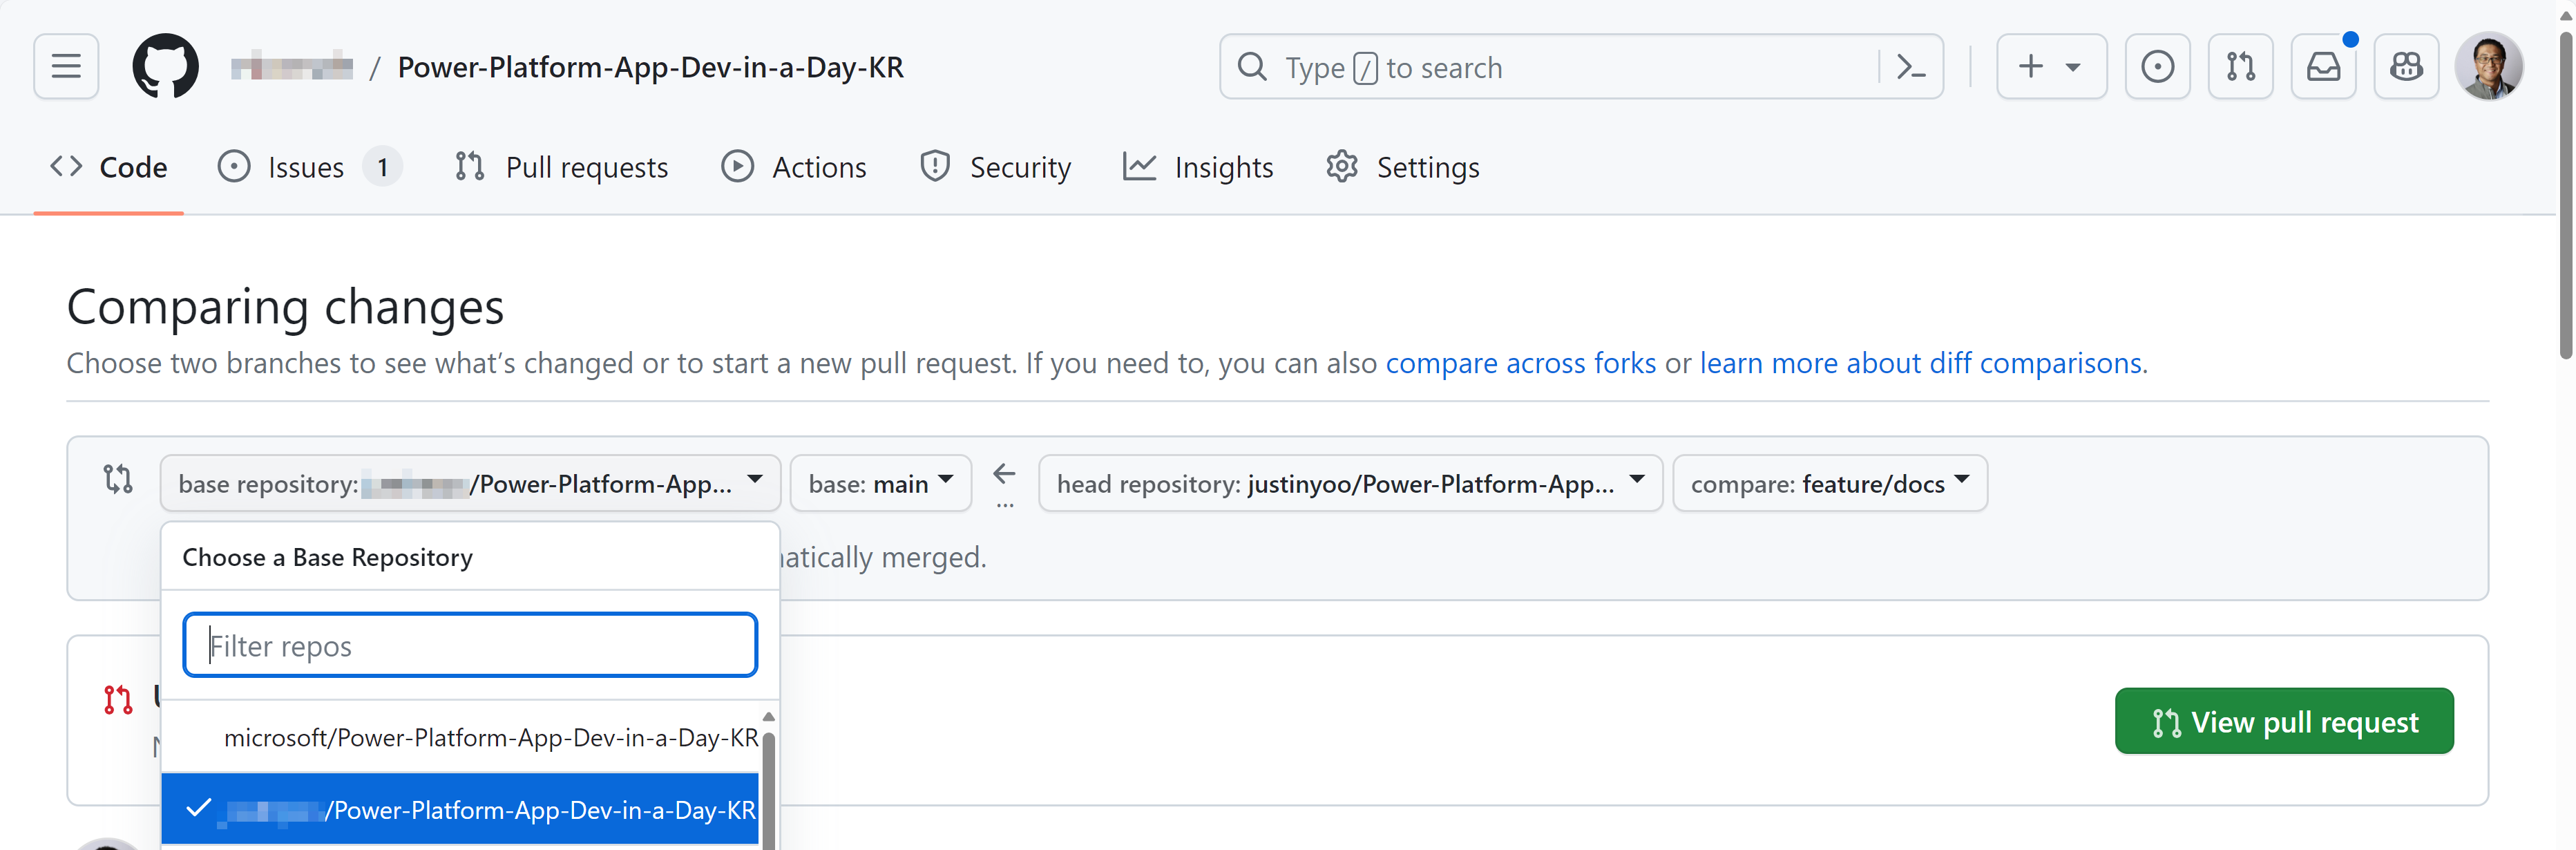 / Power-Platform-App-Dev-in-a-Day-KR
Type / to search
Code Issues 1 Pull requests Actions Security Insights Settings
Comparing changes
Choose two branches to see what's changed or to start a new pull request. If you need to, you can also compare across forks or learn more about diff comparisons.
base repository: /Power-Platform-App... base: main ← ... head repository: justinyoo/Power-Platform-App... compare: feature/docs
Choose a Base Repository
atically merged.
Filter repos
microsoft/Power-Platform-App-Dev-in-a-Day-KR
View pull request
/Power-Platform-App-Dev-in-a-Day-KR